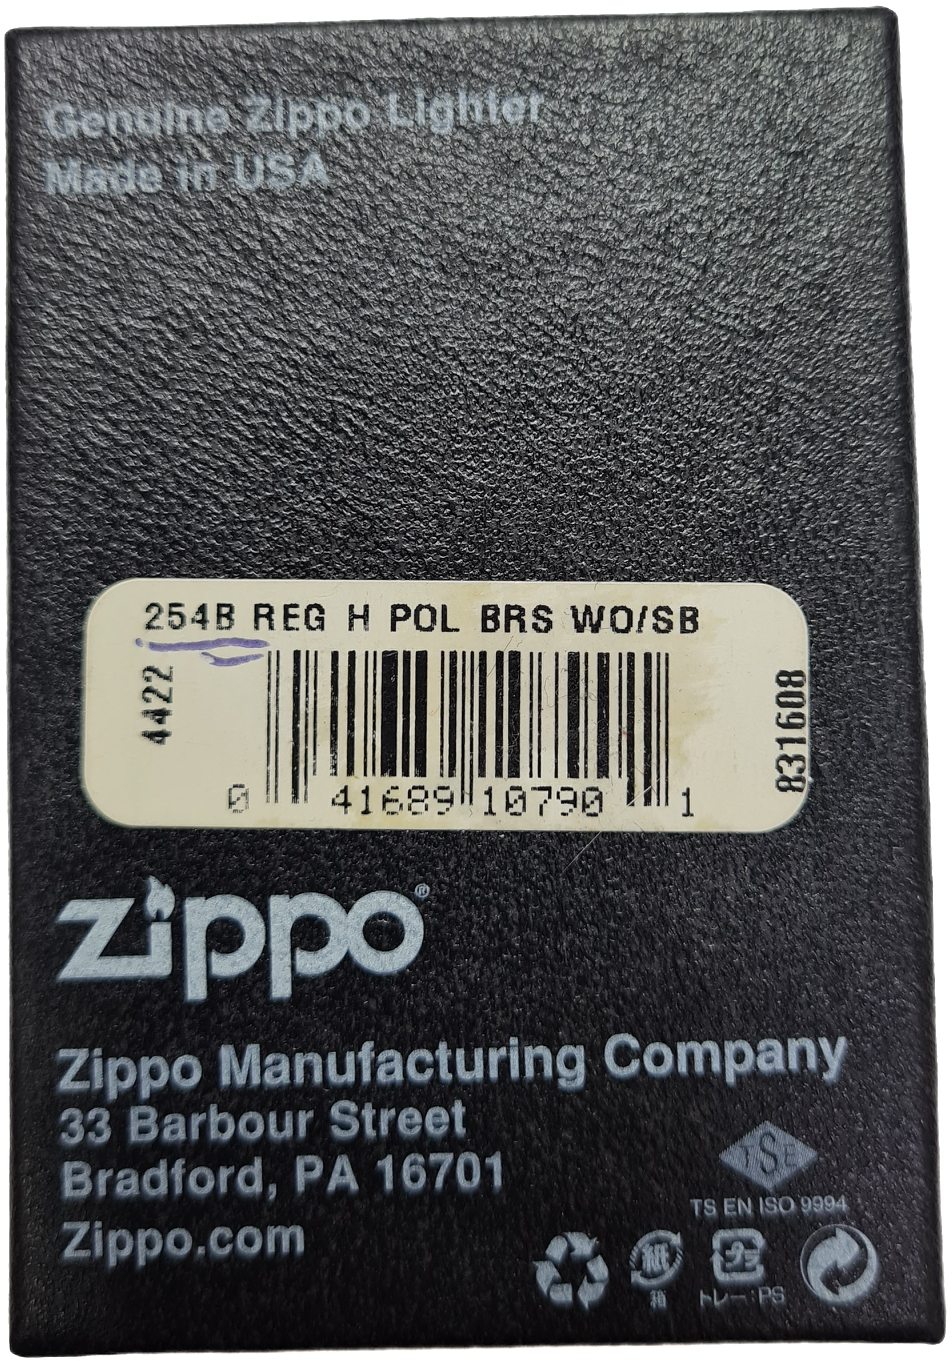 Genuine Zippo Lighter
Made in USA
254B REG H POL BRS WO/SB
4422
831608
0 41689 10790 1
Zippo®
Zippo Manufacturing Company
33 Barbour Street
Bradford, PA 16701
Zippo.com
TSE
TS EN ISO 9994
紙 プラ
箱 トレー:PS